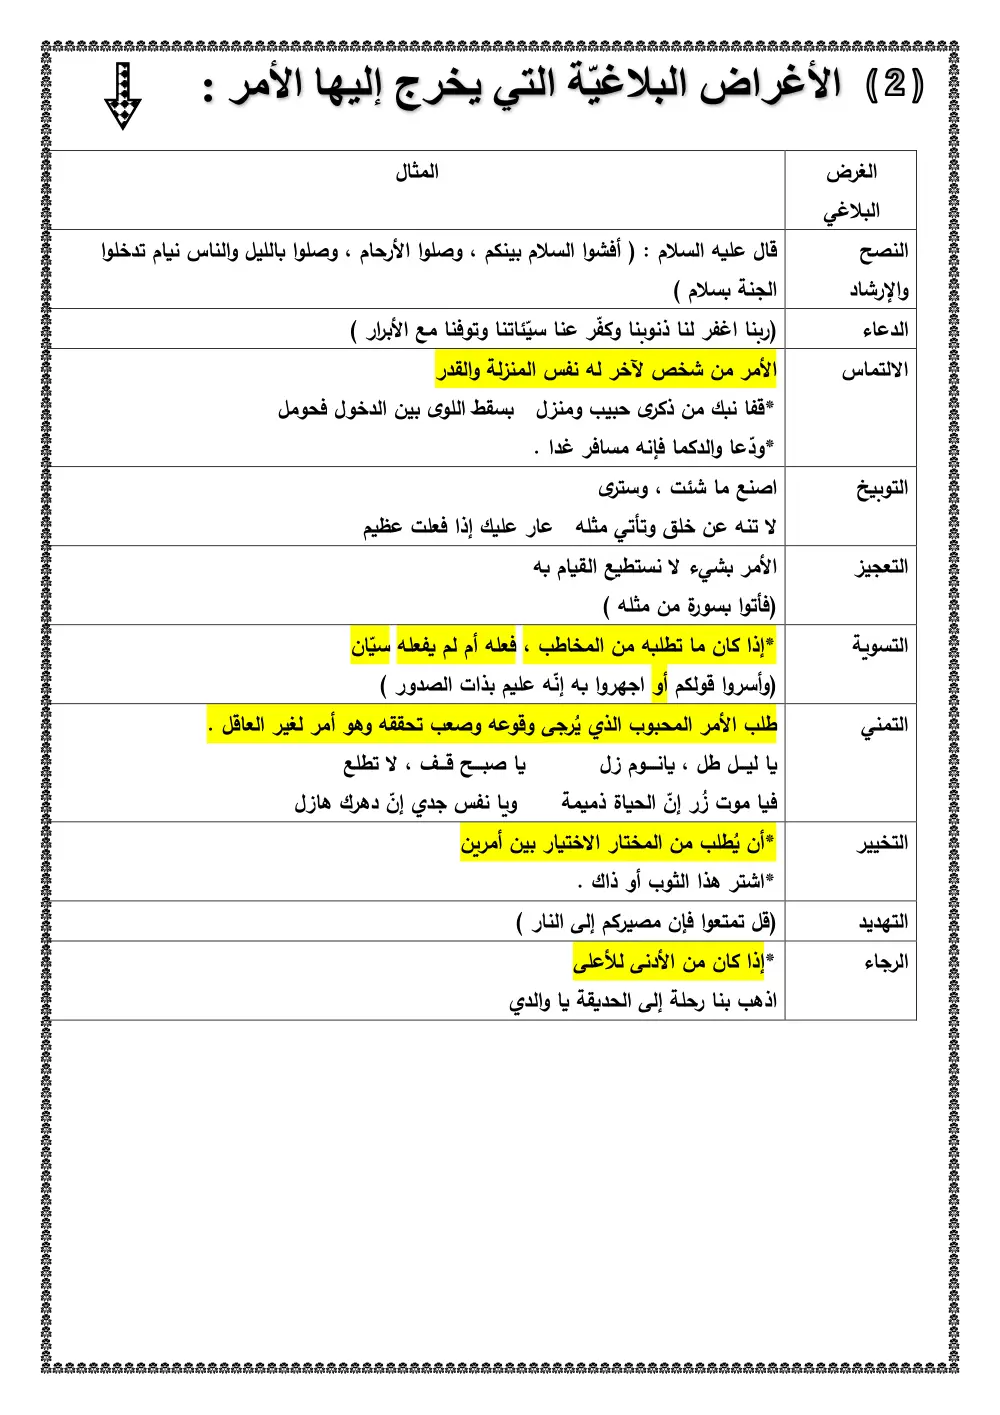 (2) الأغراض البلاغيّة التي يخرج إليها الأمر :
الغرض البلاغي
المثال
النصح والإرشاد
قال عليه السلام : ( أفشوا السلام بينكم ، وصلوا الأرحام ، وصلوا بالليل والناس نيام تدخلوا
الجنة بسلام )
الدعاء
(ربنا اغفر لنا ذنوبنا وكفّر عنا سيّئاتنا وتوفنا مع الأبرار )
الالتماس
الأمر من شخص لآخر له نفس المنزلة والقدر
*قفا نبك من ذكرى حبيب ومنزل بسقط اللوى بين الدخول فحومل
*ودّعا والدكما فإنه مسافر غدا .
التوبيخ
اصنع ما شئت ، وسترى
لا تنه عن خلق وتأتي مثله عار عليك إذا فعلت عظيم
التعجيز
الأمر بشيء لا نستطيع القيام به
(فأتوا بسورة من مثله )
التسوية
*إذا كان ما تطلبه من المخاطب ، فعله أم لم يفعله سيّان
(وأسروا قولكم أو اجهروا به إنّه عليم بذات الصدور )
التمني
طلب الأمر المحبوب الذي يُرجى وقوعه وصعب تحققه وهو أمر لغير العاقل .
يا ليــل طل ، يانـــوم زل يا صبــح قــف ، لا تطلع
فيا موت زُر إنّ الحياة ذميمة ويا نفس جدي إنّ دهرك هازل
التخيير
*أن يُطلب من المختار الاختيار بين أمرين
*اشتر هذا الثوب أو ذاك .
التهديد
(قل تمتعوا فإن مصيركم إلى النار )
الرجاء
*إذا كان من الأدنى للأعلى
اذهب بنا رحلة إلى الحديقة يا والدي